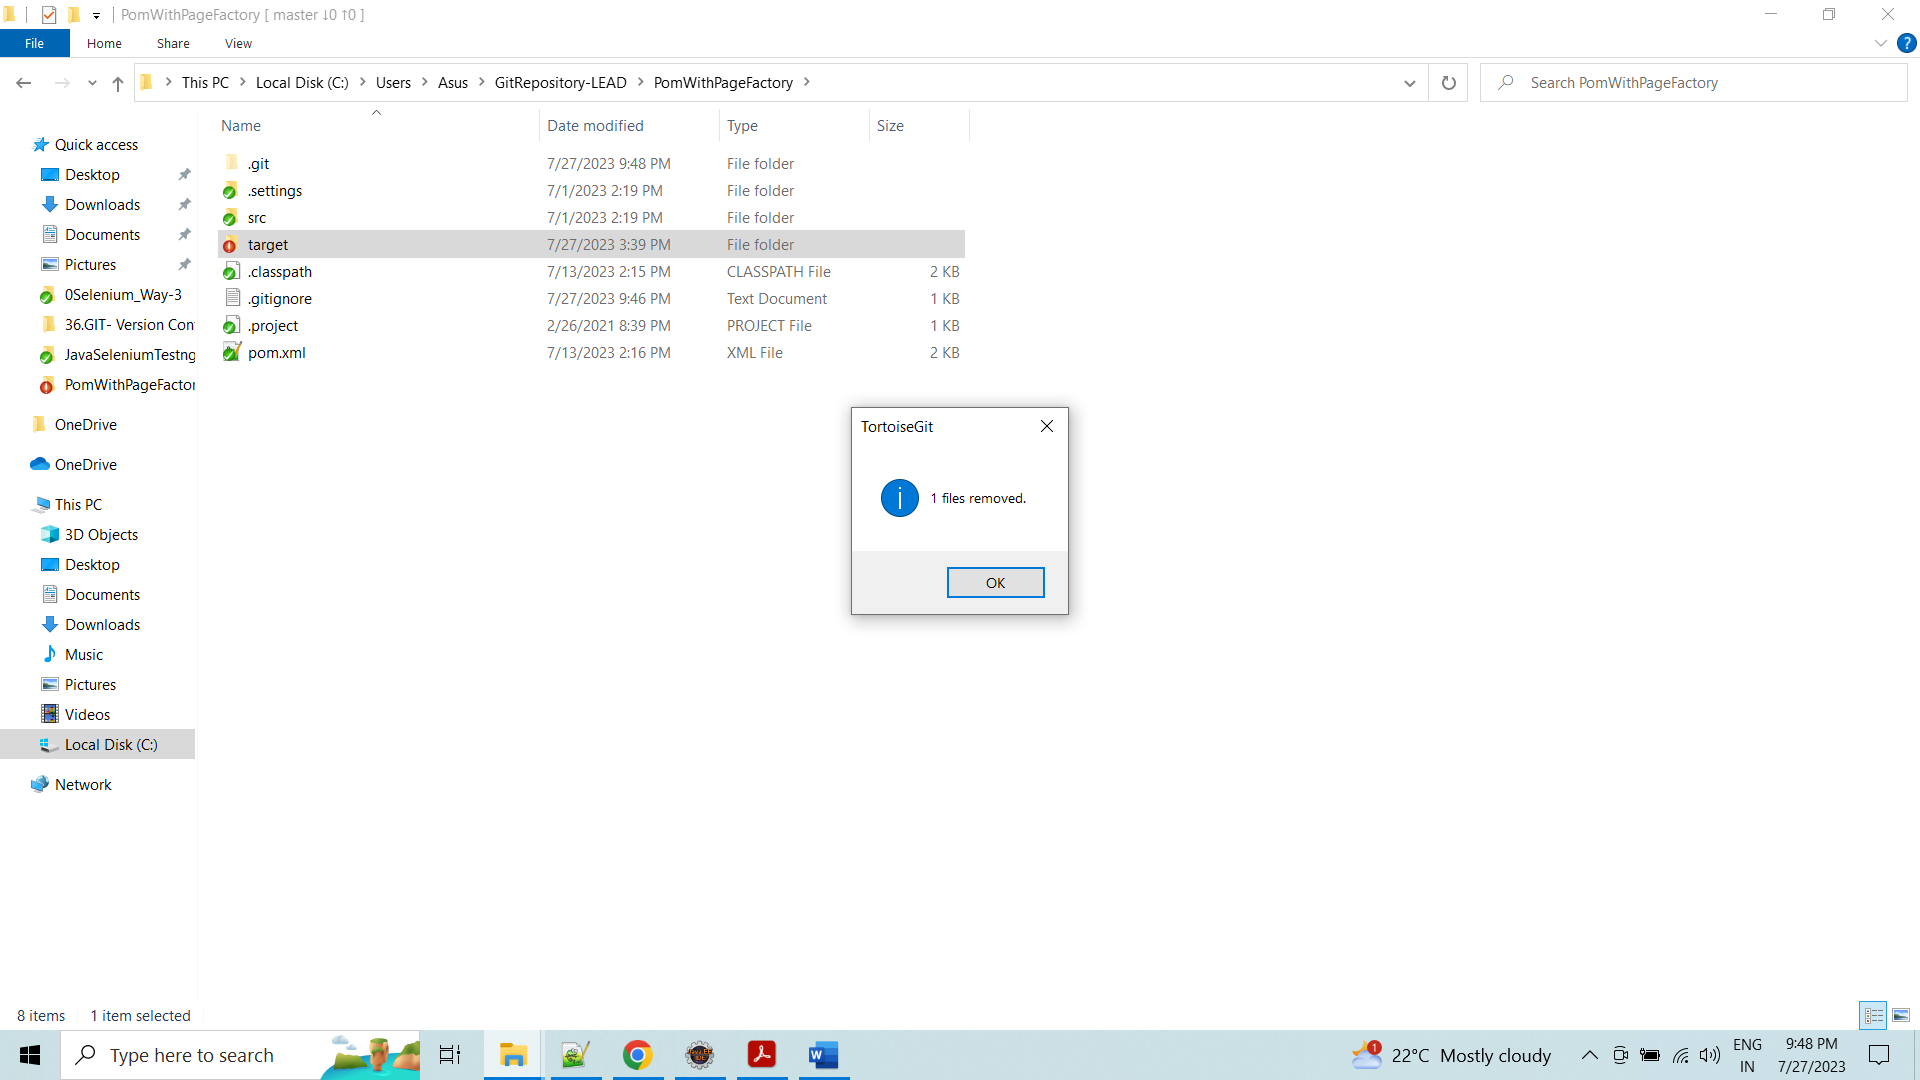 PomWithPageFactory [ master ↓0 ↑0 ]
File Home Share View
This PC Local Disk (C:) Users Asus GitRepository-LEAD PomWithPageFactory
Search PomWithPageFactory
Name Date modified Type Size
.git 7/27/2023 9:48 PM File folder
.settings 7/1/2023 2:19 PM File folder
src 7/1/2023 2:19 PM File folder
target 7/27/2023 3:39 PM File folder
.classpath 7/13/2023 2:15 PM CLASSPATH File 2 KB
.gitignore 7/27/2023 9:46 PM Text Document 1 KB
.project 2/26/2021 8:39 PM PROJECT File 1 KB
pom.xml 7/13/2023 2:16 PM XML File 2 KB
Quick access
Desktop
Downloads
Documents
Pictures
0Selenium_Way-3
36.GIT- Version Con
JavaSeleniumTestng
PomWithPageFactor
OneDrive
OneDrive
This PC
3D Objects
Desktop
Documents
Downloads
Music
Pictures
Videos
Local Disk (C:)
Network
TortoiseGit
1 files removed.
OK
8 items 1 item selected
Type here to search
1
22°C Mostly cloudy
ENG
IN
9:48 PM
7/27/2023